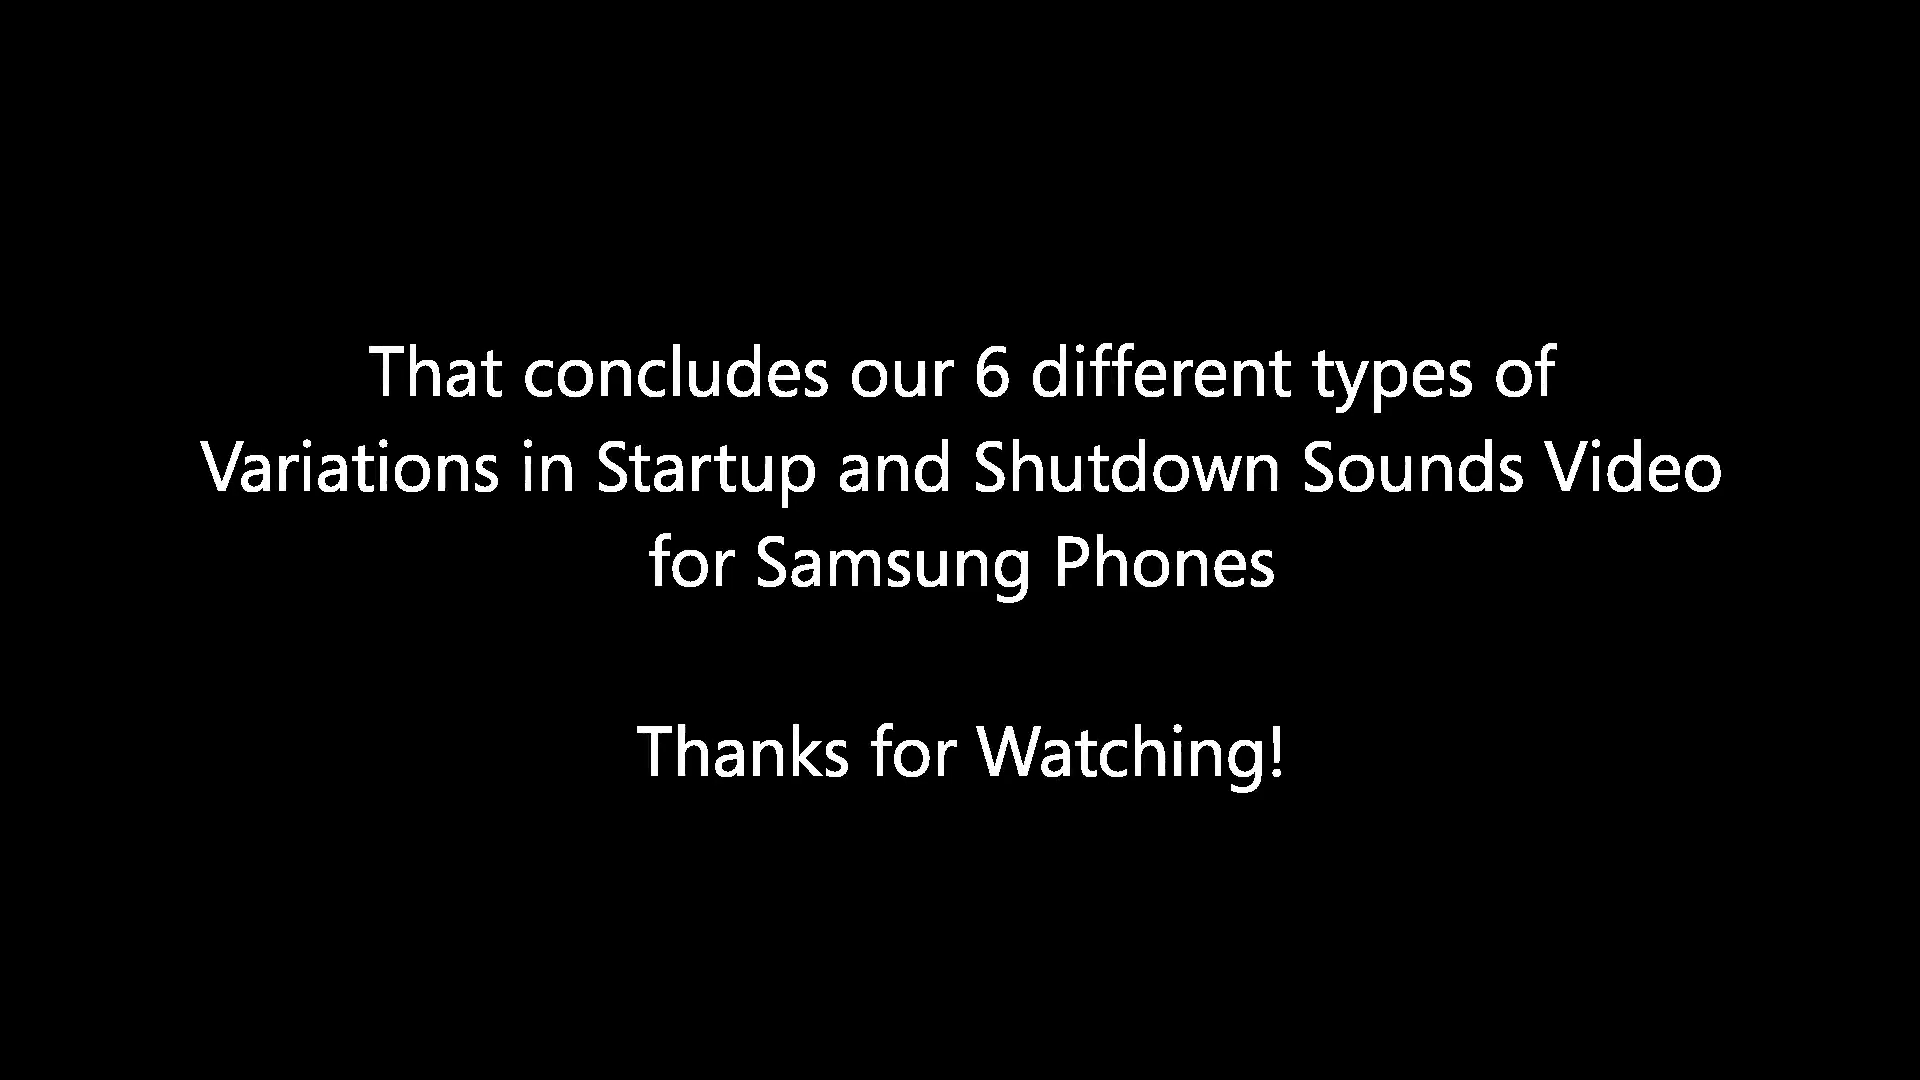 That concludes our 6 different types of
Variations in Startup and Shutdown Sounds Video
for Samsung Phones
Thanks for Watching!